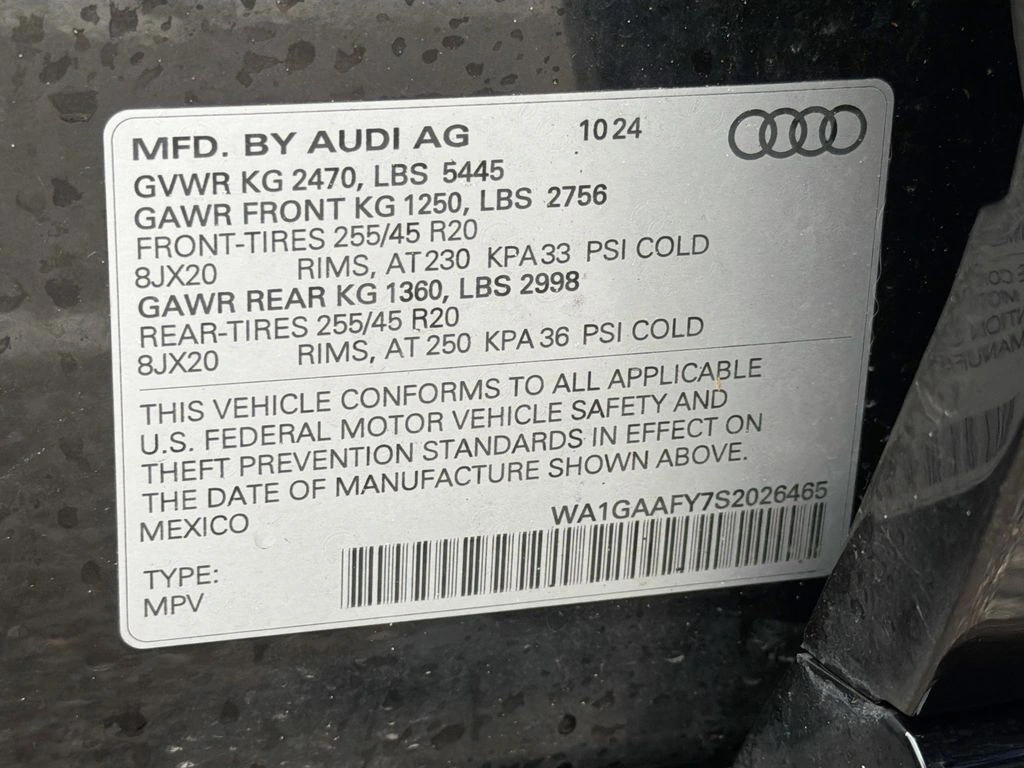 MFD. BY AUDI AG 10 24
GVWR KG 2470, LBS 5445
GAWR FRONT KG 1250, LBS 2756
FRONT-TIRES 255/45 R20
8JX20 RIMS, AT 230 KPA 33 PSI COLD
GAWR REAR KG 1360, LBS 2998
REAR-TIRES 255/45 R20
8JX20 RIMS, AT 250 KPA 36 PSI COLD
THIS VEHICLE CONFORMS TO ALL APPLICABLE
U.S. FEDERAL MOTOR VEHICLE SAFETY AND
THEFT PREVENTION STANDARDS IN EFFECT ON
THE DATE OF MANUFACTURE SHOWN ABOVE.
MEXICO WA1GAAFY7S2026465
TYPE:
MPV